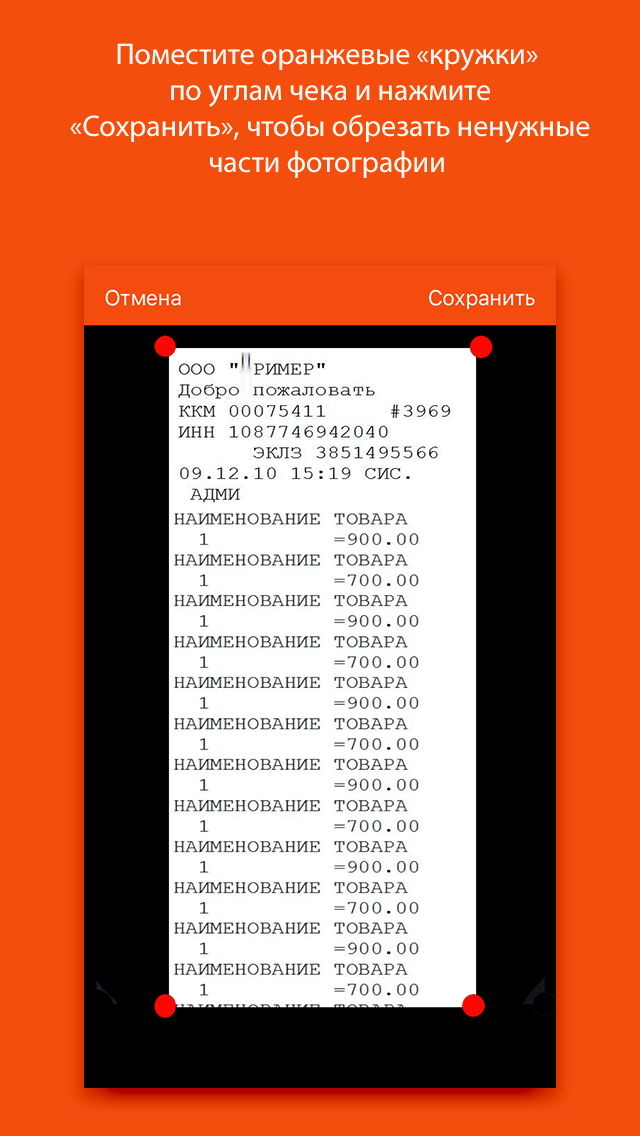 Поместите оранжевые «кружки»
по углам чека и нажмите
«Сохранить», чтобы обрезать ненужные
части фотографии
Отмена Сохранить
ООО " РИМЕР"
Добро пожаловать
ККМ 00075411 #3969
ИНН 1087746942040
ЭКЛЗ 3851495566
09.12.10 15:19 СИС.
АДМИ
НАИМЕНОВАНИЕ ТОВАРА
1 =900.00
НАИМЕНОВАНИЕ ТОВАРА
1 =700.00
НАИМЕНОВАНИЕ ТОВАРА
1 =900.00
НАИМЕНОВАНИЕ ТОВАРА
1 =700.00
НАИМЕНОВАНИЕ ТОВАРА
1 =900.00
НАИМЕНОВАНИЕ ТОВАРА
1 =700.00
НАИМЕНОВАНИЕ ТОВАРА
1 =900.00
НАИМЕНОВАНИЕ ТОВАРА
1 =700.00
НАИМЕНОВАНИЕ ТОВАРА
1 =900.00
НАИМЕНОВАНИЕ ТОВАРА
1 =700.00
НАИМЕНОВАНИЕ ТОВАРА
1 =900.00
НАИМЕНОВАНИЕ ТОВАРА
1 =700.00
НАИМЕНОВАНИЕ ТОВАРА